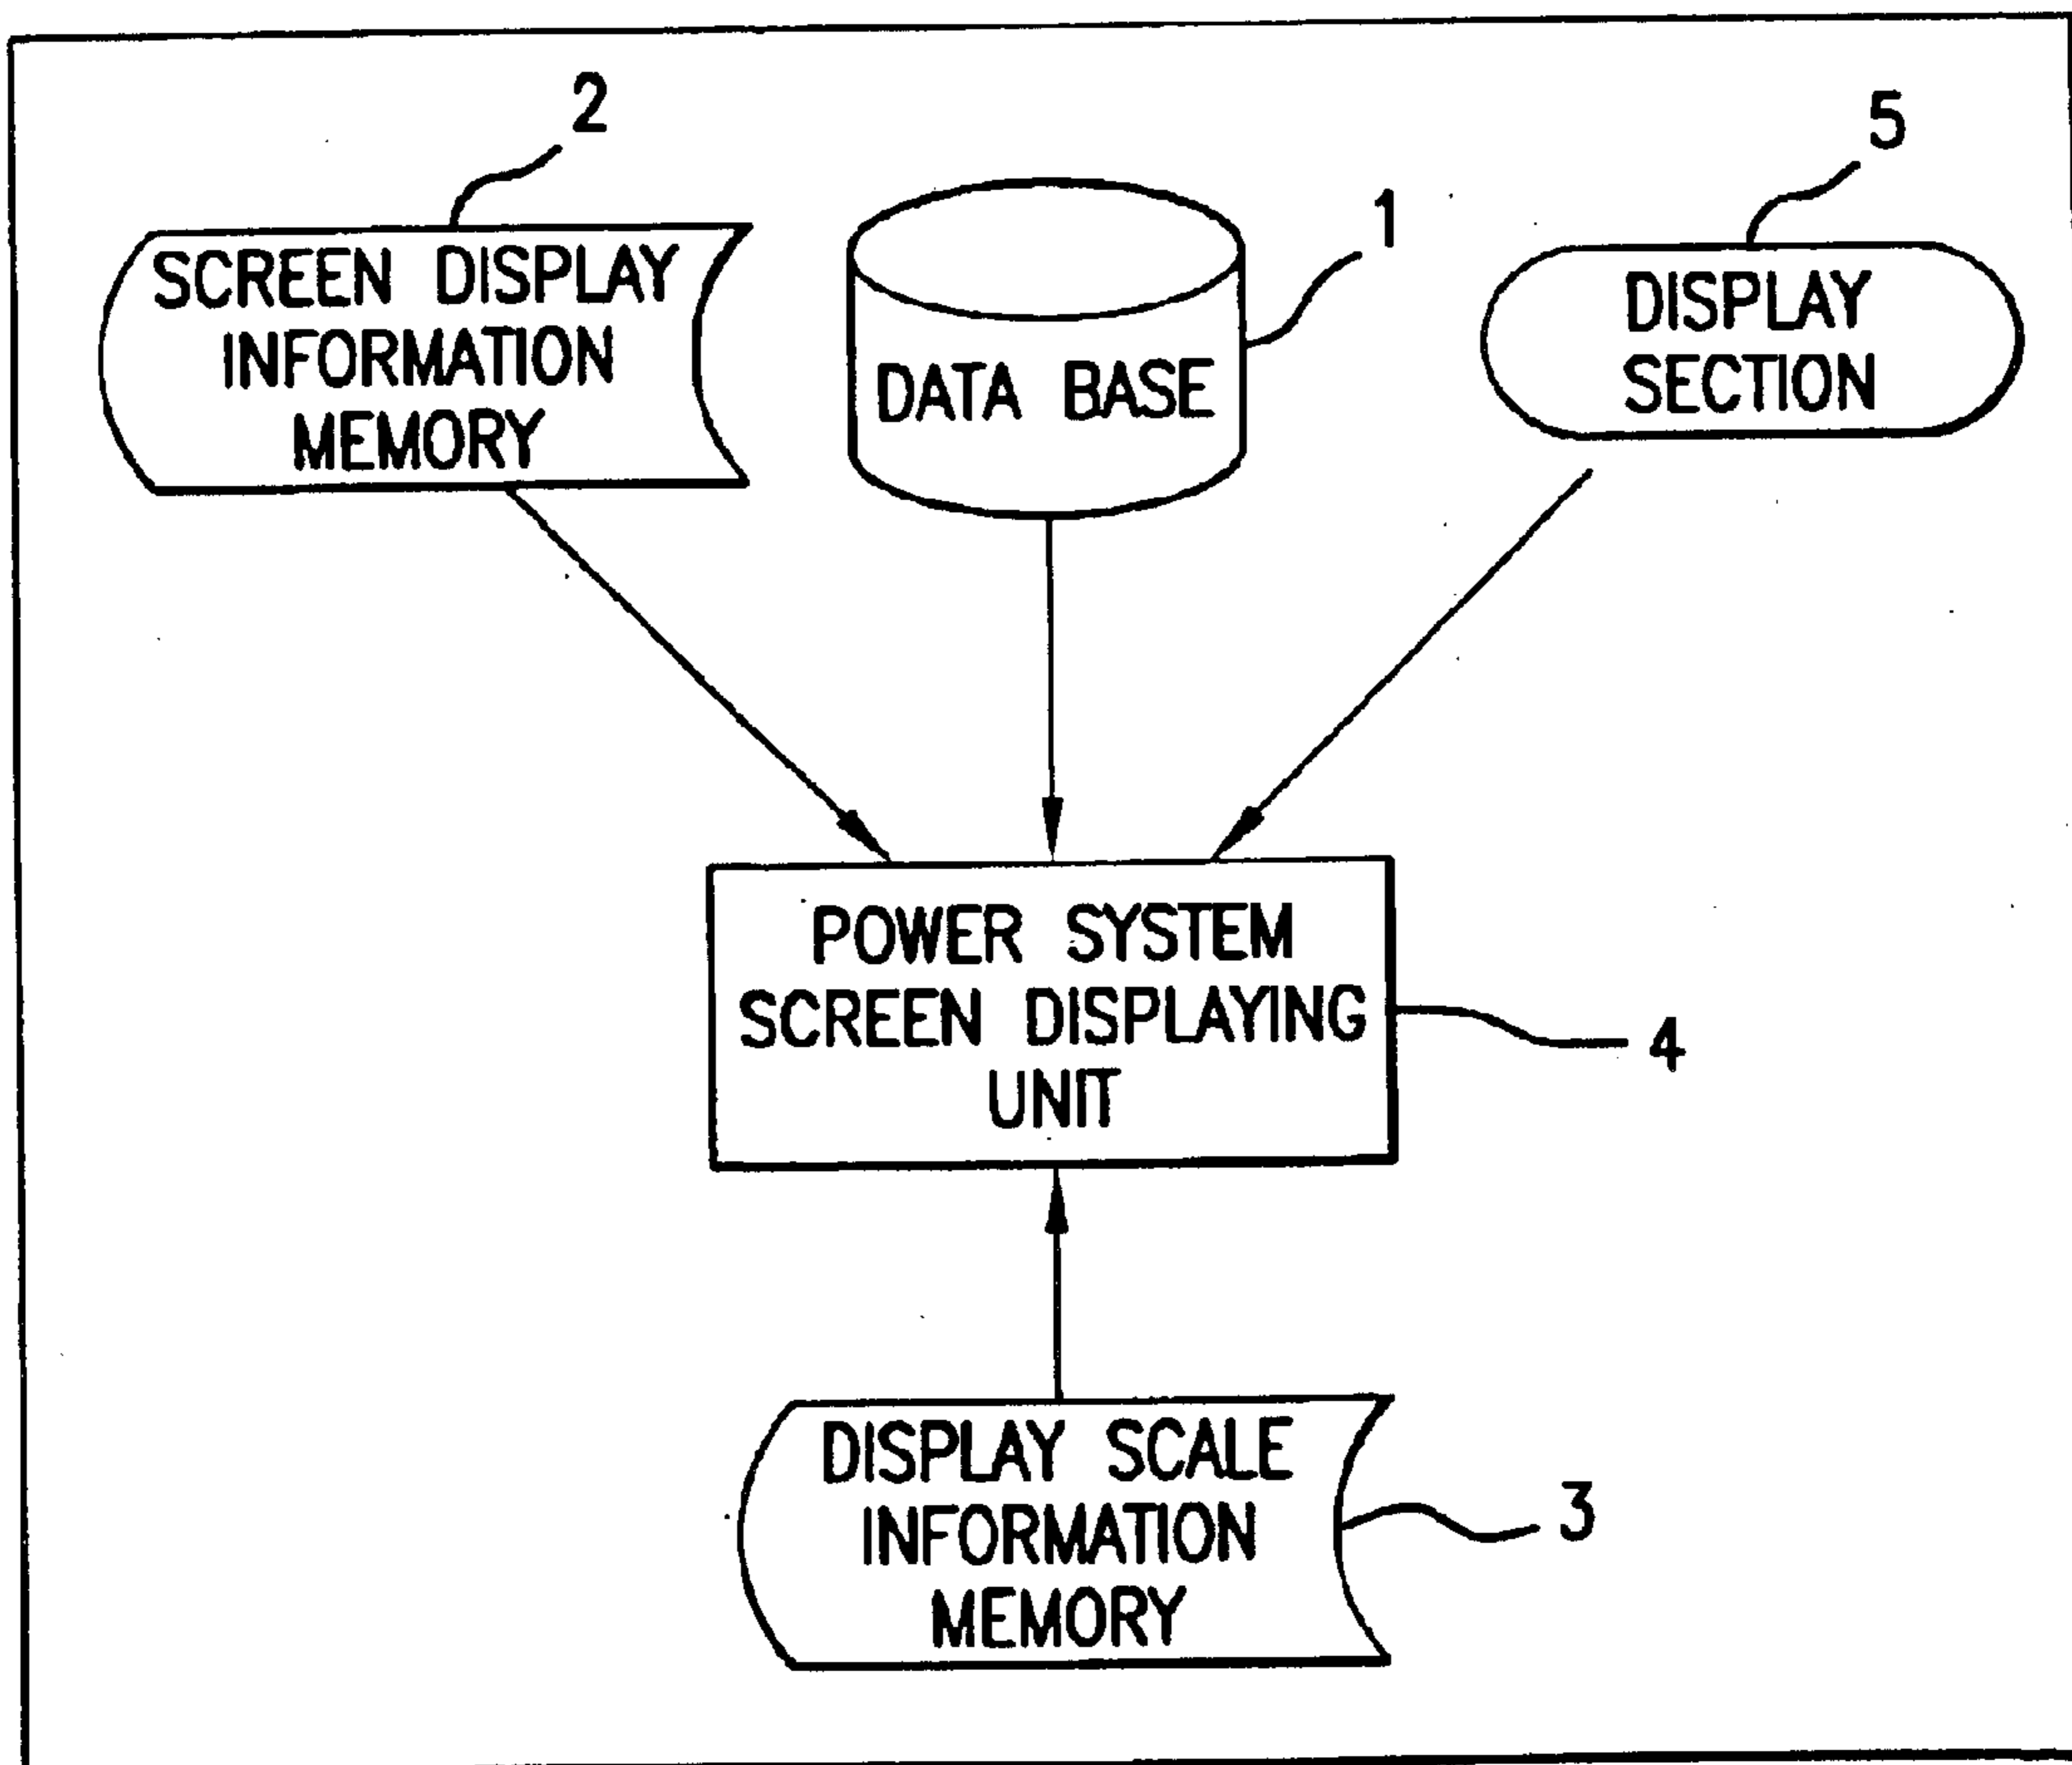 2
SCREEN DISPLAY
INFORMATION
MEMORY
1
DATA BASE
5
DISPLAY
SECTION
POWER SYSTEM
SCREEN DISPLAYING
UNIT
4
DISPLAY SCALE
INFORMATION
MEMORY
3